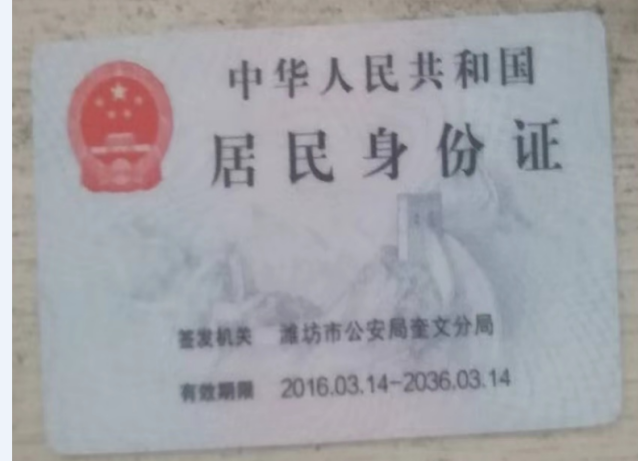 中华人民共和国
居民身份证
签发机关 潍坊市公安局奎文分局
有效期限 2016.03.14-2036.03.14